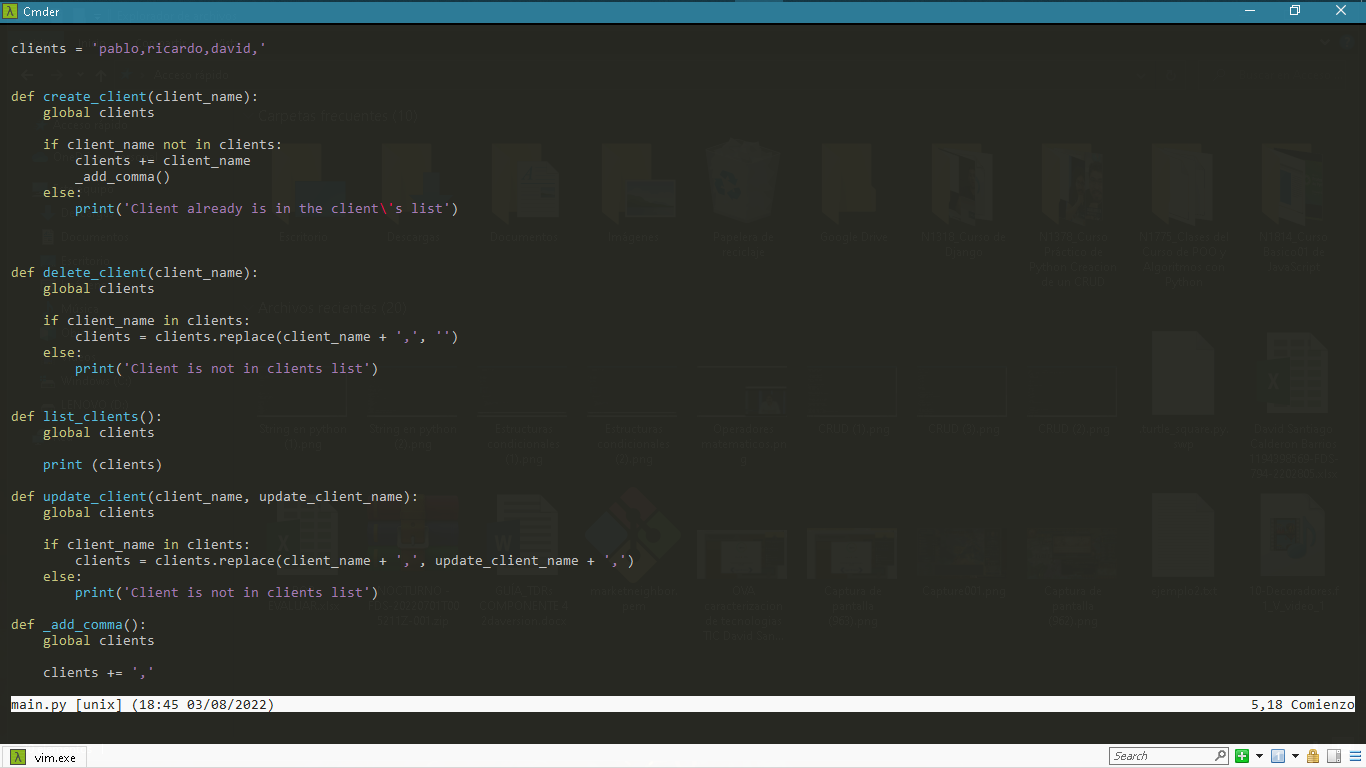 Cmder
clients = 'pablo,ricardo,david,'
def create_client(client_name):
    global clients
    if client_name not in clients:
        clients += client_name
        _add_comma()
    else:
        print('Client already is in the client\'s list')
def delete_client(client_name):
    global clients
    if client_name in clients:
        clients = clients.replace(client_name + ',', '')
    else:
        print('Client is not in clients list')
def list_clients():
    global clients
    print (clients)
def update_client(client_name, update_client_name):
    global clients
    if client_name in clients:
        clients = clients.replace(client_name + ',', update_client_name + ',')
    else:
        print('Client is not in clients list')
def _add_comma():
    global clients
    clients += ','
main.py [unix] (18:45 03/08/2022) 5,18 Comienzo
vim.exe
Search